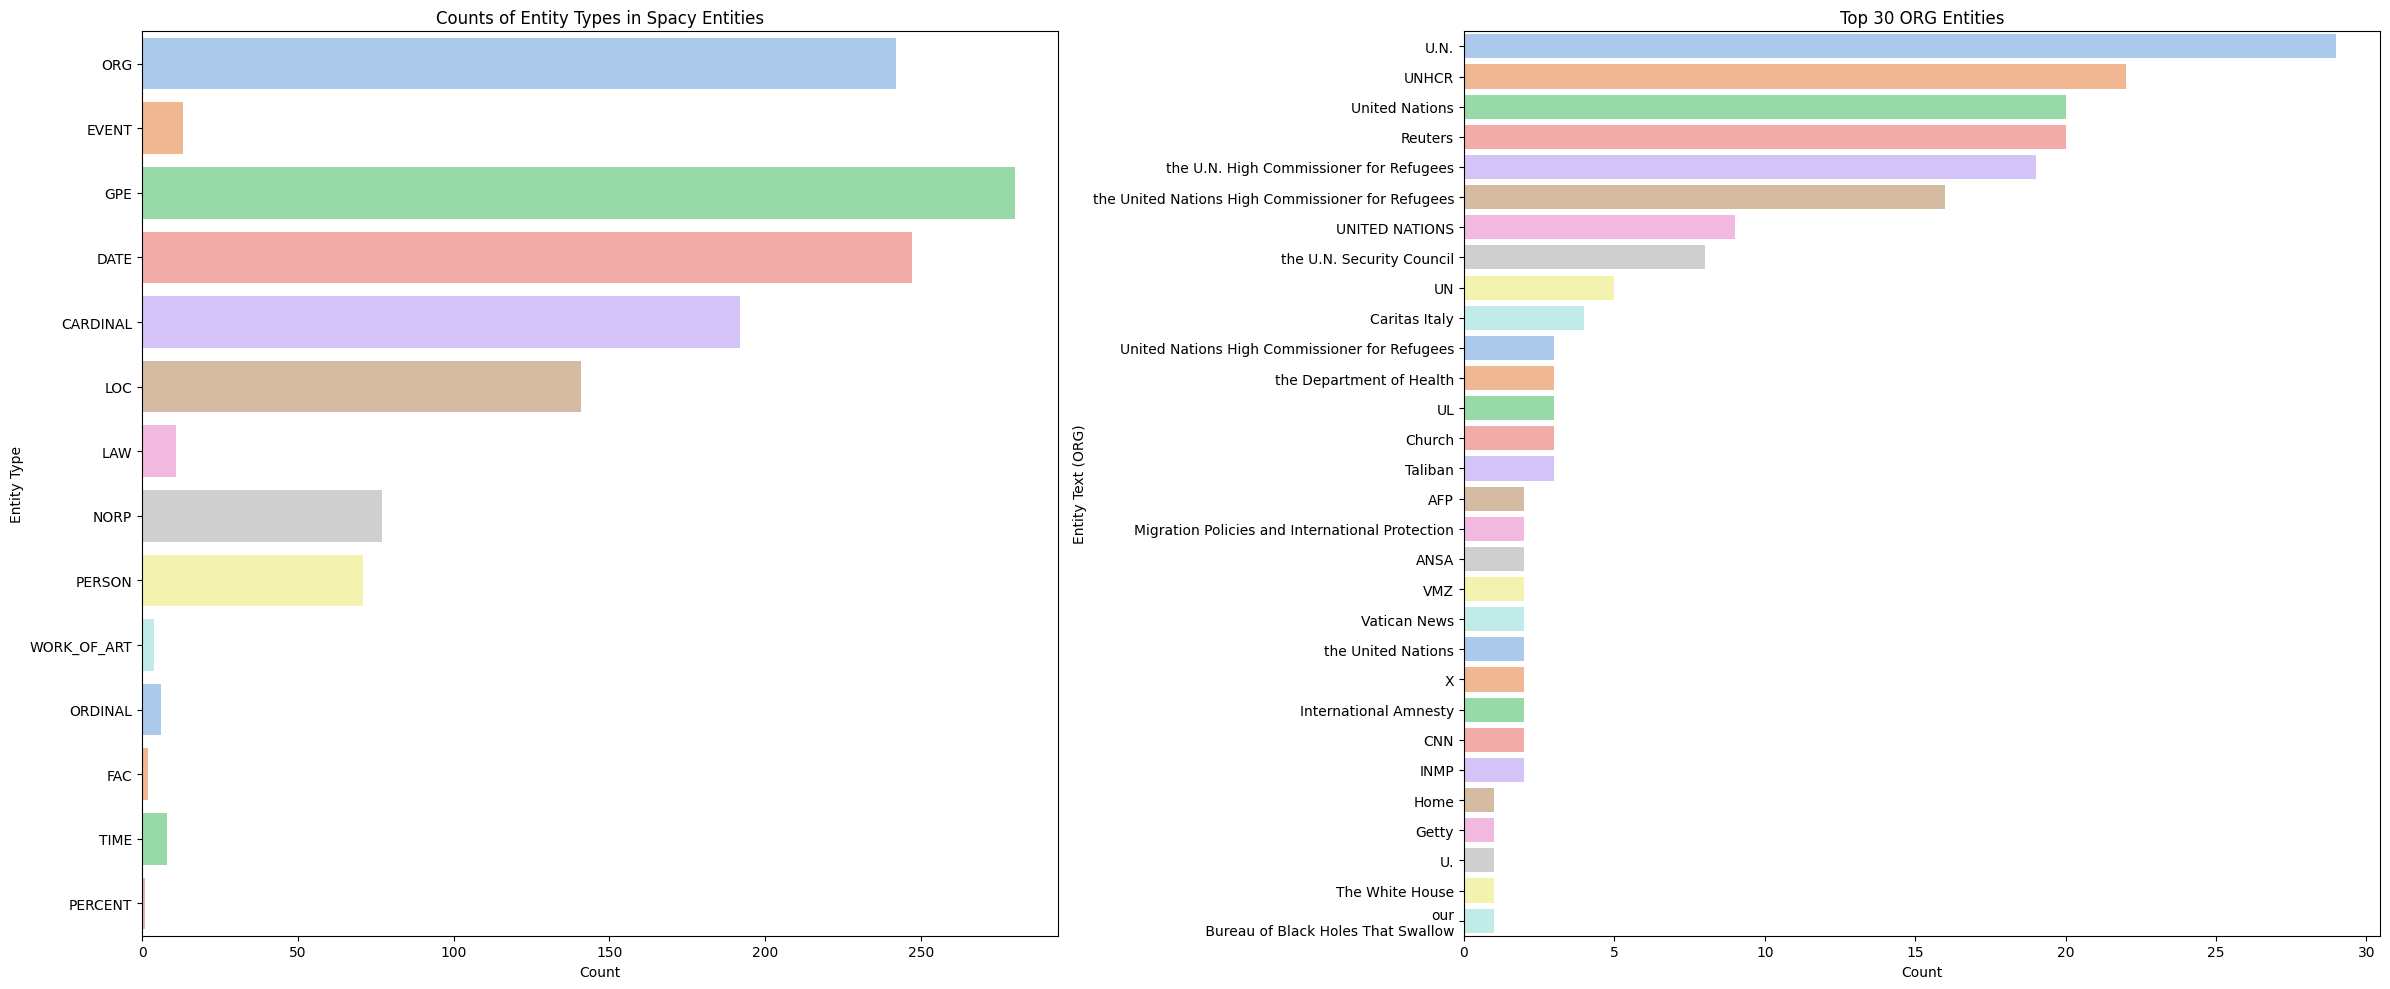 Counts of Entity Types in Spacy Entities
Entity Type
ORG
EVENT
GPE
DATE
CARDINAL
LOC
LAW
NORP
PERSON
WORK_OF_ART
ORDINAL
FAC
TIME
PERCENT
0 50 100 150 200 250
Count
Top 30 ORG Entities
Entity Text (ORG)
U.N.
UNHCR
United Nations
Reuters
the U.N. High Commissioner for Refugees
the United Nations High Commissioner for Refugees
UNITED NATIONS
the U.N. Security Council
UN
Caritas Italy
United Nations High Commissioner for Refugees
the Department of Health
UL
Church
Taliban
AFP
Migration Policies and International Protection
ANSA
VMZ
Vatican News
the United Nations
X
International Amnesty
CNN
INMP
Home
Getty
U.
The White House
our
Bureau of Black Holes That Swallow
0 5 10 15 20 25 30
Count